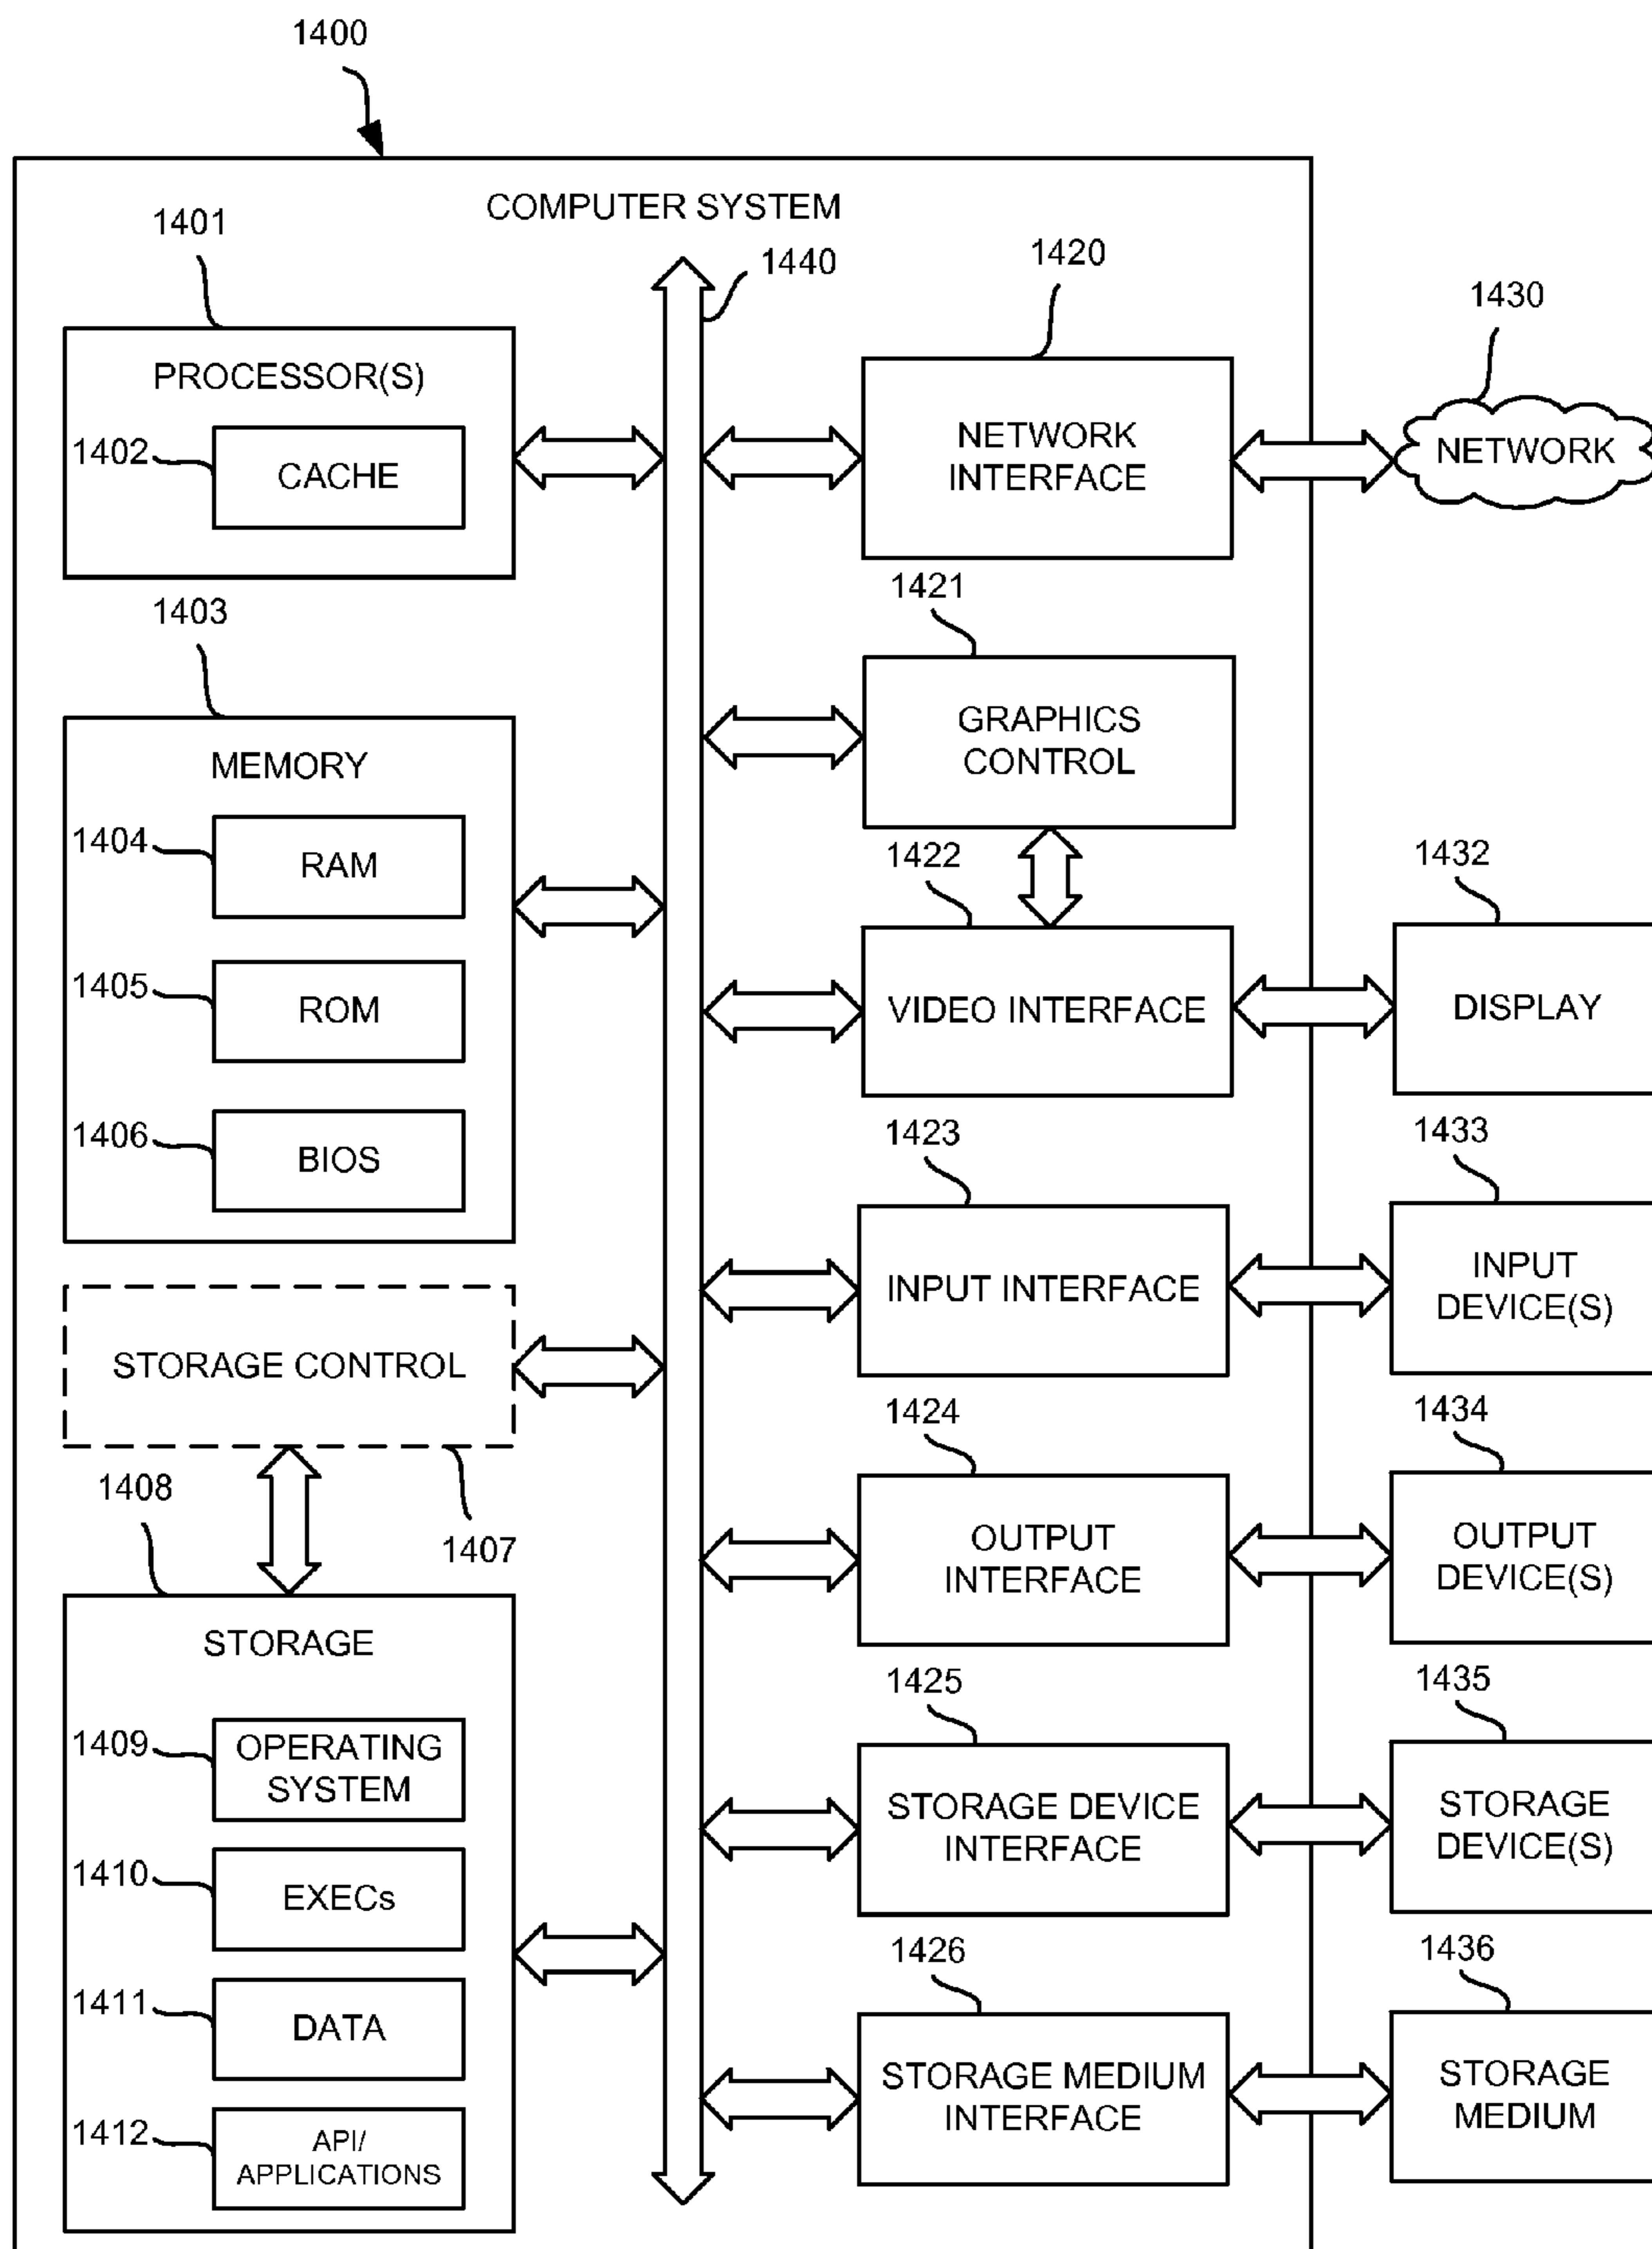 1400
COMPUTER SYSTEM
1401
1440
1420
1430
PROCESSOR(S)
1402
CACHE
NETWORK
INTERFACE
NETWORK
1421
1403
GRAPHICS
CONTROL
MEMORY
1404
RAM
1422
1432
1405
ROM
VIDEO INTERFACE
DISPLAY
1406
BIOS
1423
1433
INPUT INTERFACE
INPUT
DEVICE(S)
STORAGE CONTROL
1407
1424
1434
1408
OUTPUT
INTERFACE
OUTPUT
DEVICE(S)
STORAGE
1425
1435
1409
OPERATING
SYSTEM
STORAGE DEVICE
INTERFACE
STORAGE
DEVICE(S)
1410
EXECs
1426
1436
1411
DATA
STORAGE MEDIUM
INTERFACE
STORAGE
MEDIUM
1412
API/
APPLICATIONS